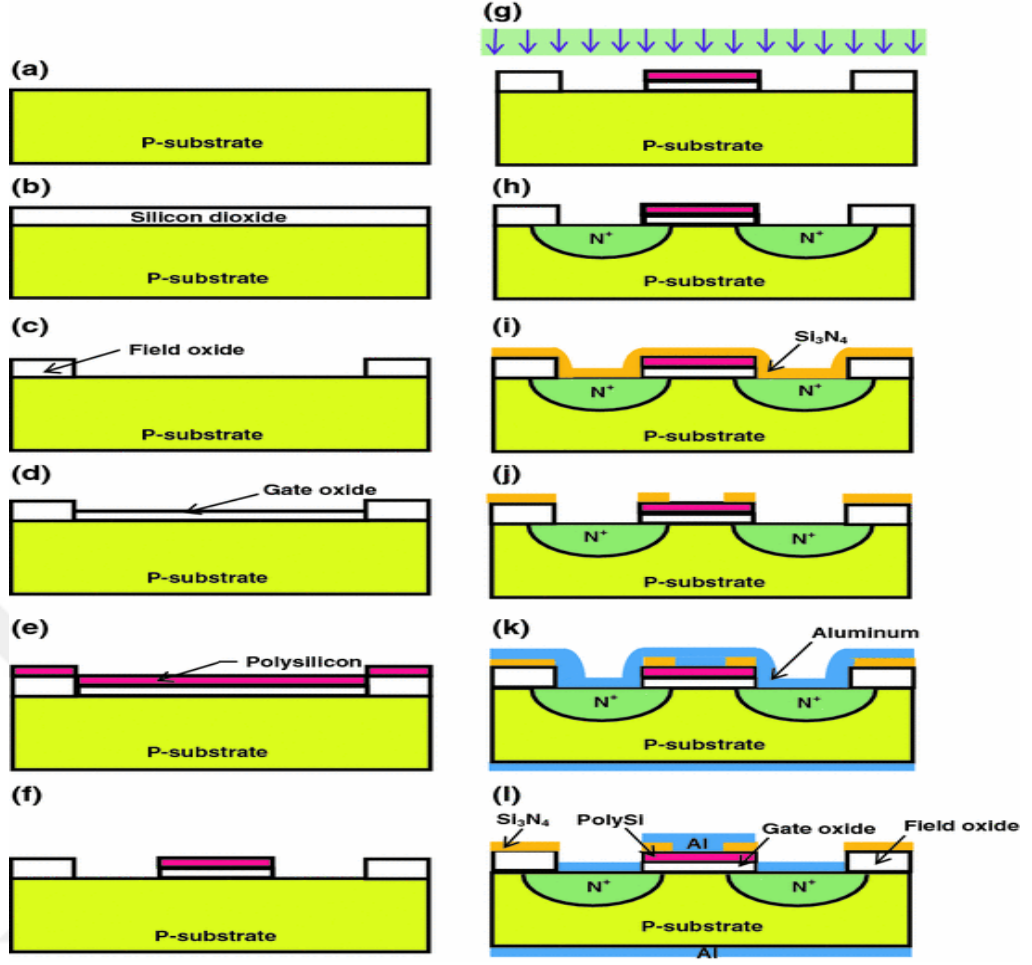 (a)
P-substrate
(b)
Silicon dioxide
P-substrate
(c)
Field oxide
P-substrate
(d)
Gate oxide
P-substrate
(e)
Polysilicon
P-substrate
(f)
P-substrate
(g)
P-substrate
(h)
N⁺ N⁺
P-substrate
(i)
Si₃N₄
N⁺ N⁺
P-substrate
(j)
N⁺ N⁺
P-substrate
(k)
Aluminum
N⁺ N⁺
P-substrate
(l)
Si₃N₄ PolySi Gate oxide Field oxide
Al
N⁺ N⁺
P-substrate
Al